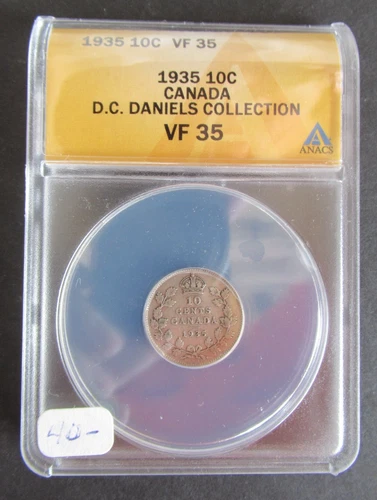 1935 10C VF 35
1935 10C
CANADA
D.C. DANIELS COLLECTION
VF 35
ANACS
10
CENTS
CANADA
1935
40-